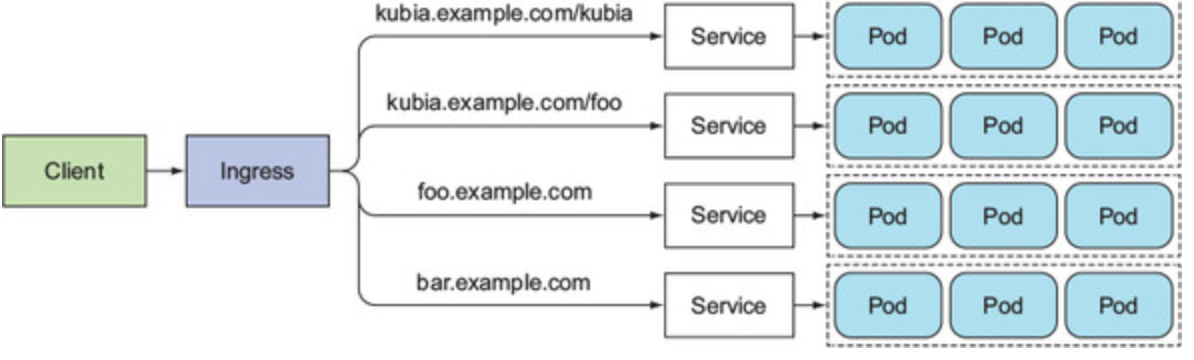 kubia.example.com/kubia
Service
Pod Pod Pod
kubia.example.com/foo
Service
Pod Pod Pod
Client
Ingress
foo.example.com
Service
Pod Pod Pod
bar.example.com
Service
Pod Pod Pod